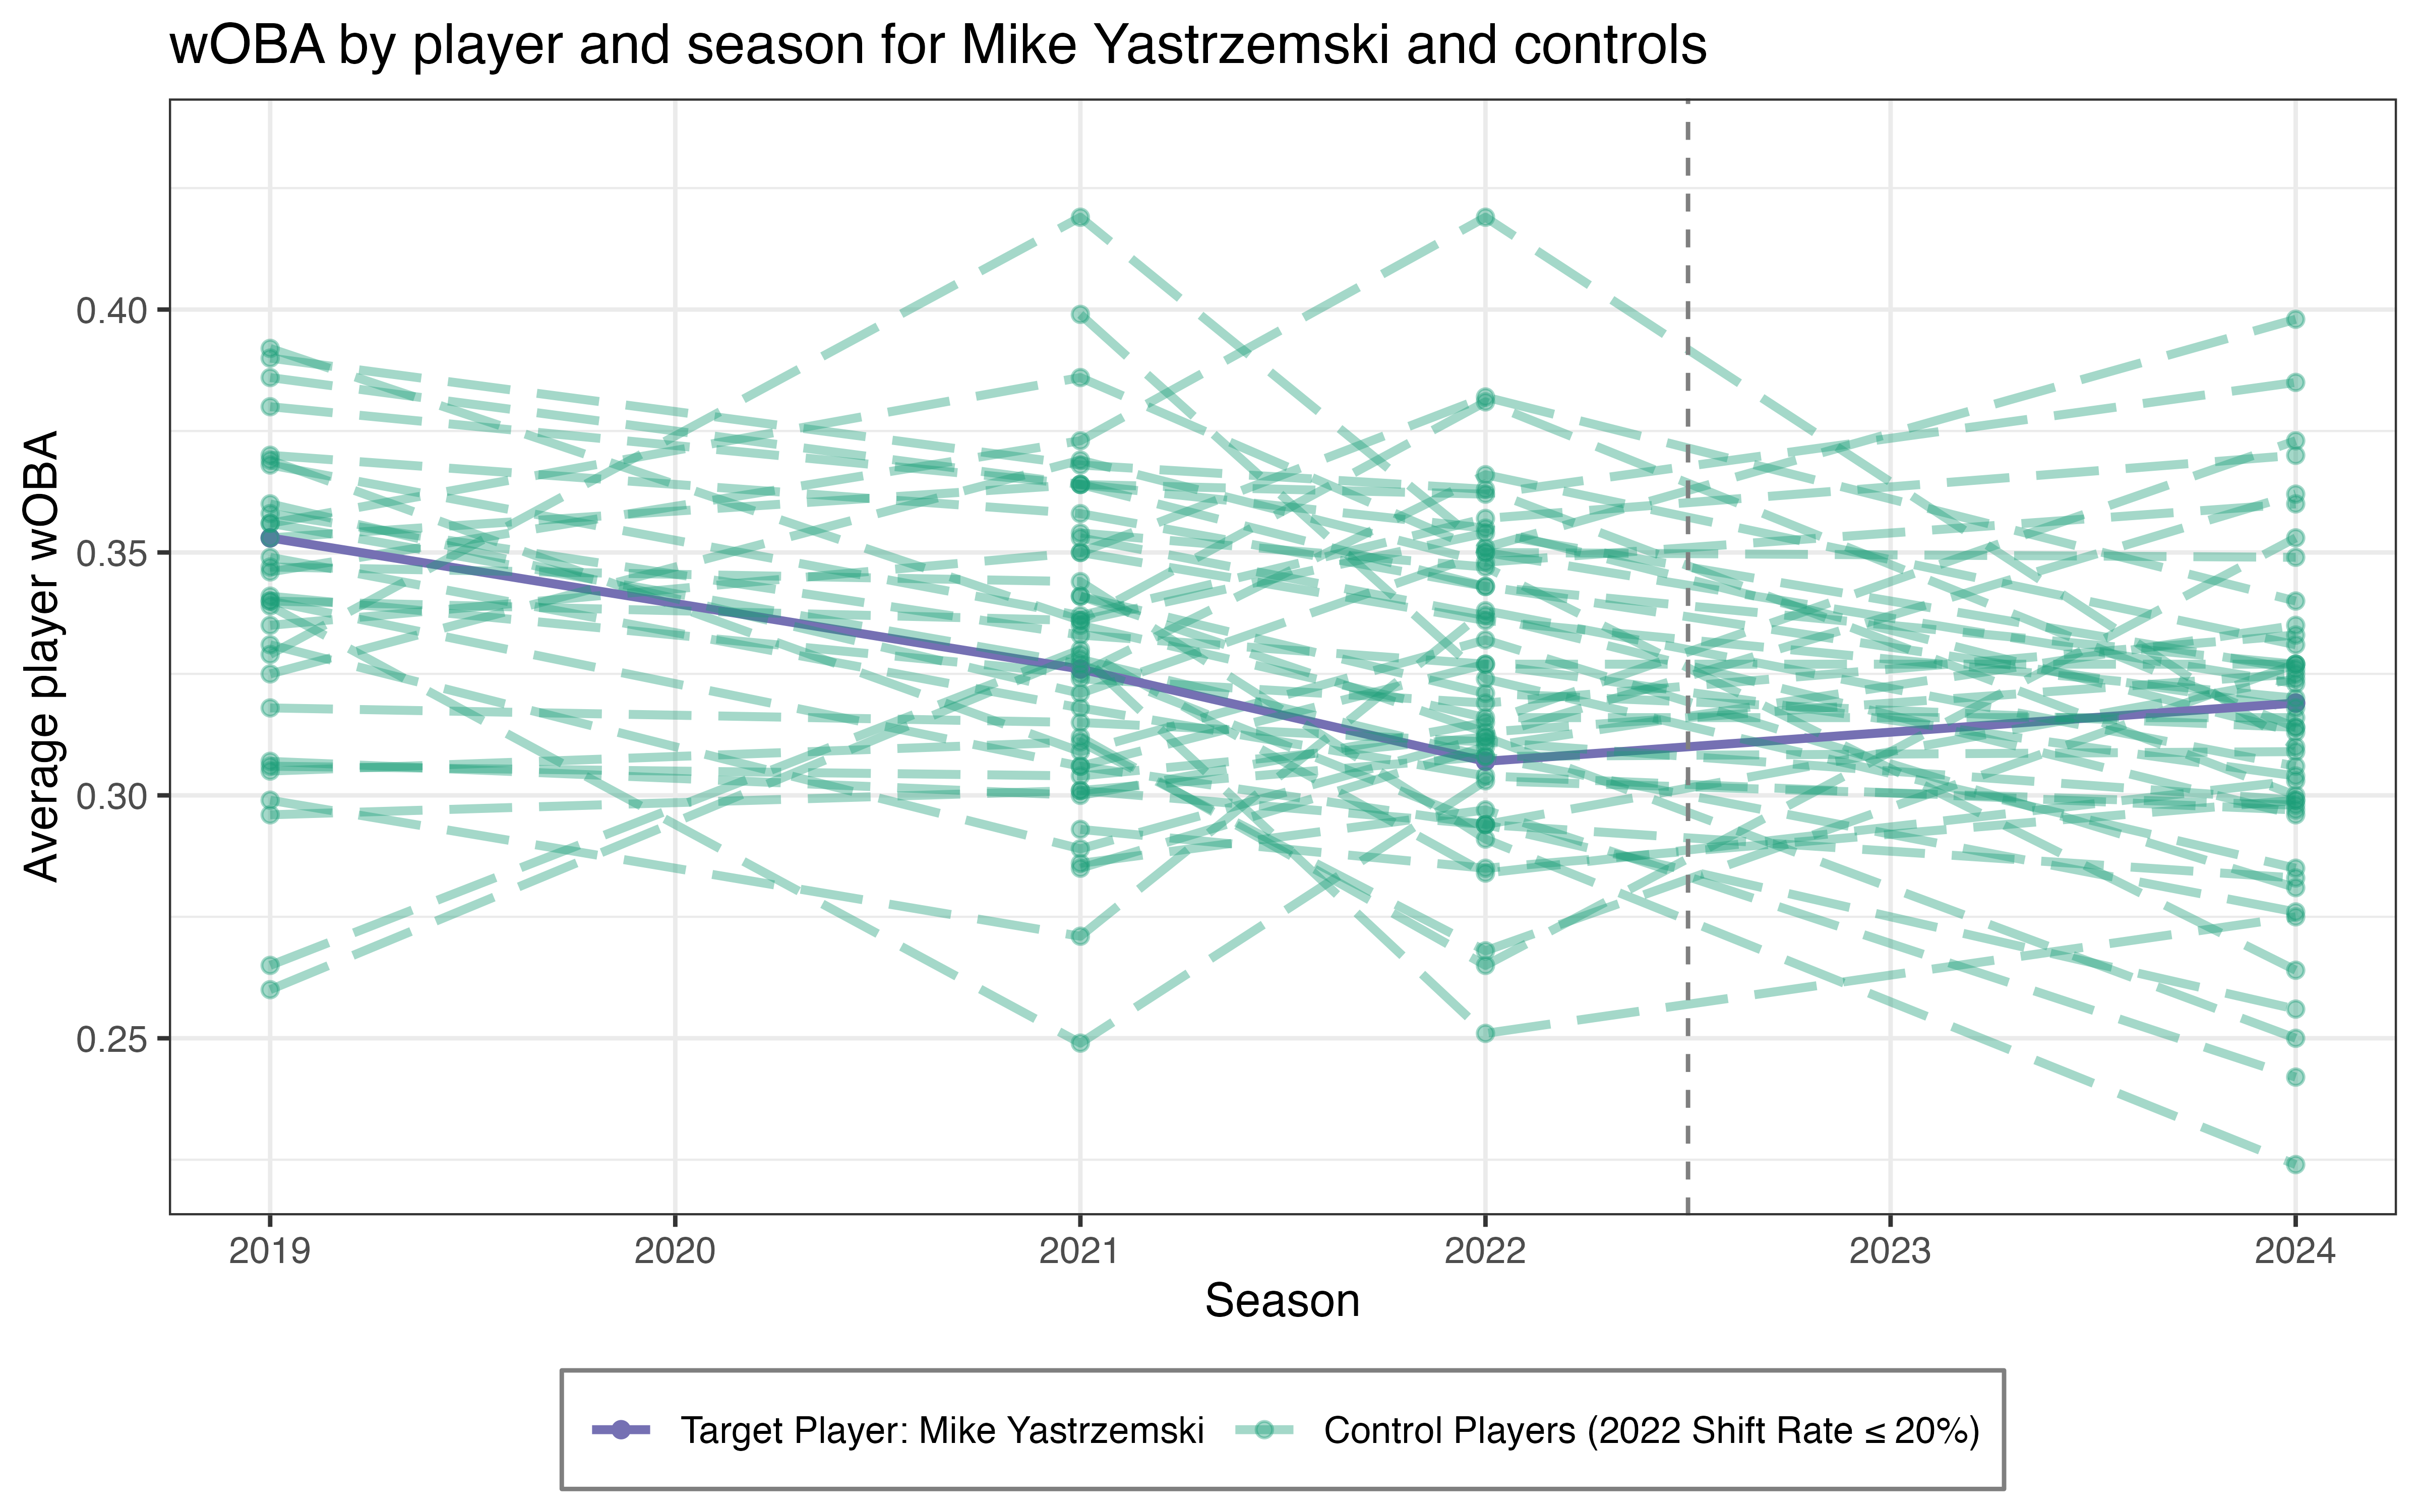 wOBA by player and season for Mike Yastrzemski and controls
Average player wOBA
0.40
0.35
0.30
0.25
2019 2020 2021 2022 2023 2024
Season
Target Player: Mike Yastrzemski Control Players (2022 Shift Rate ≤ 20%)